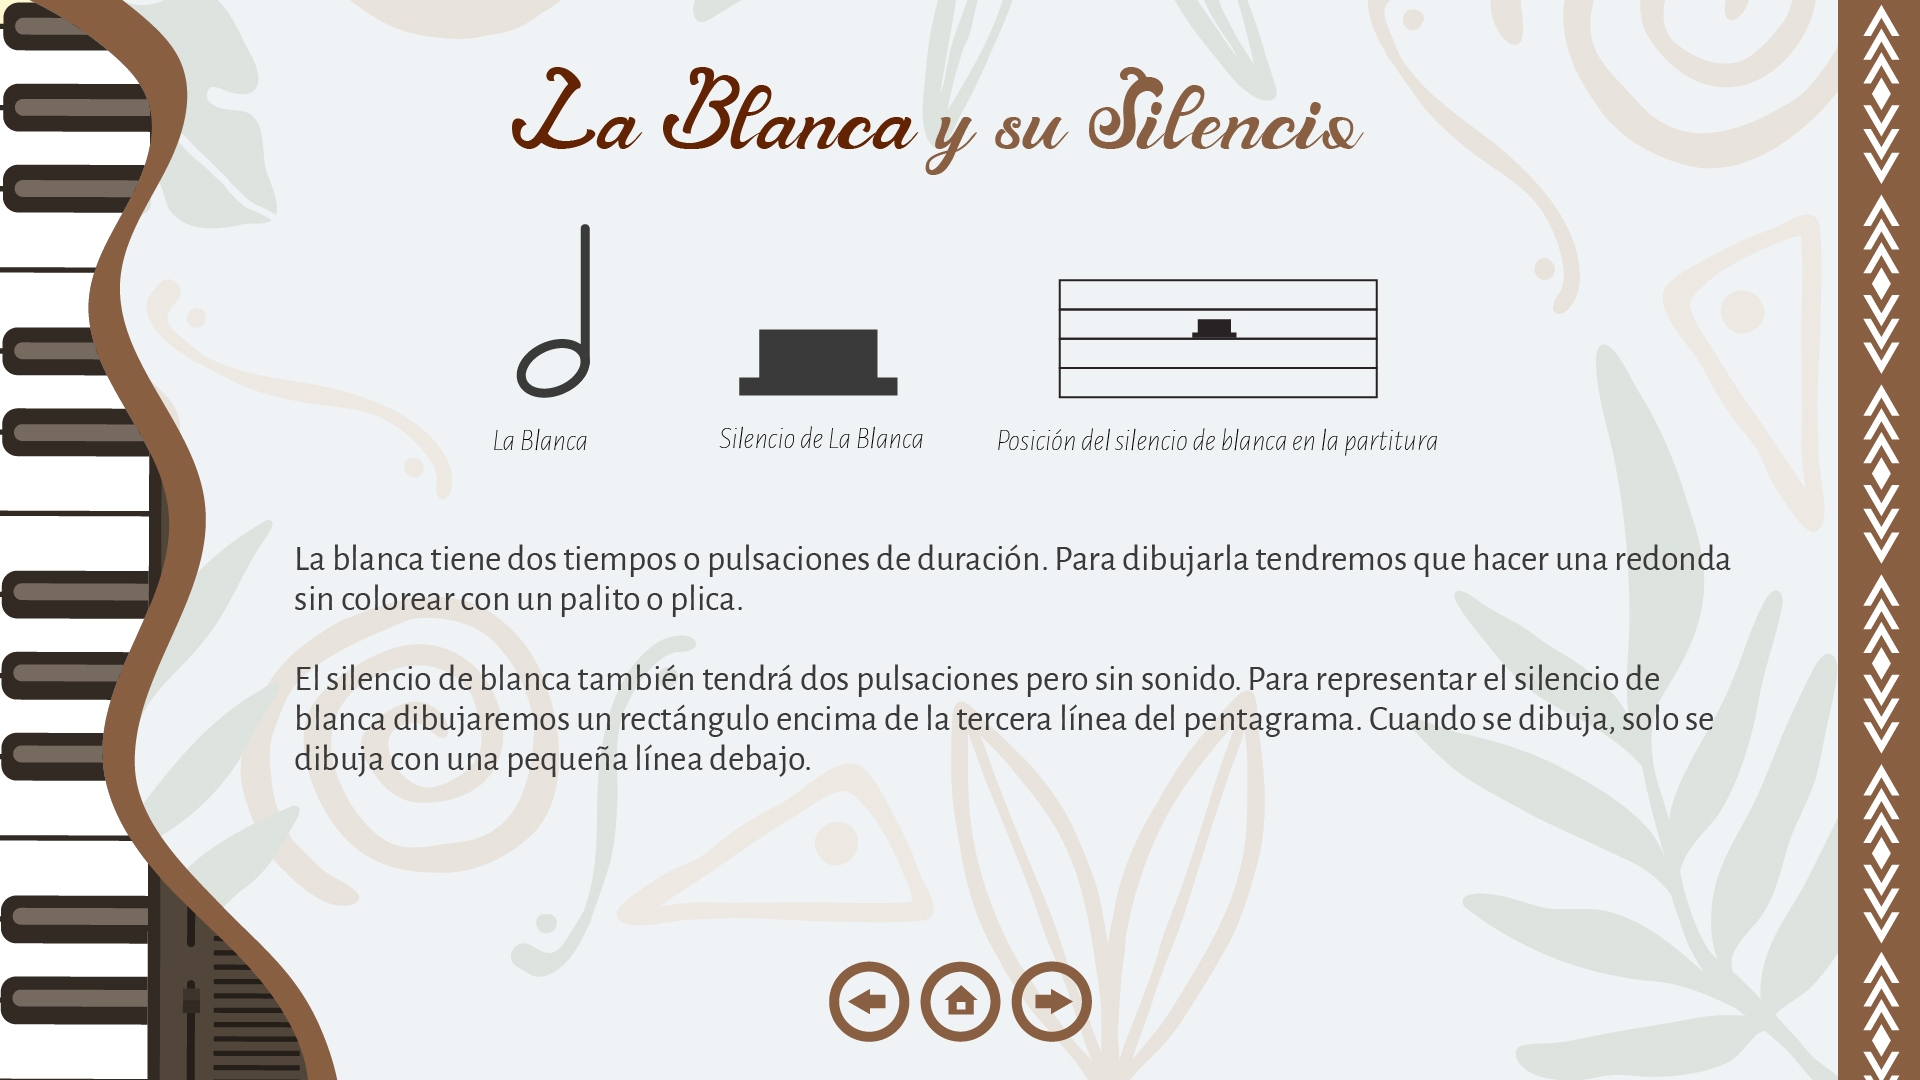 La Blanca y su Silencio
La Blanca
Silencio de La Blanca
Posición del silencio de blanca en la partitura
La blanca tiene dos tiempos o pulsaciones de duración. Para dibujarla tendremos que hacer una redonda
sin colorear con un palito o plica.
El silencio de blanca también tendrá dos pulsaciones pero sin sonido. Para representar el silencio de
blanca dibujaremos un rectángulo encima de la tercera línea del pentagrama. Cuando se dibuja, solo se
dibuja con una pequeña línea debajo.